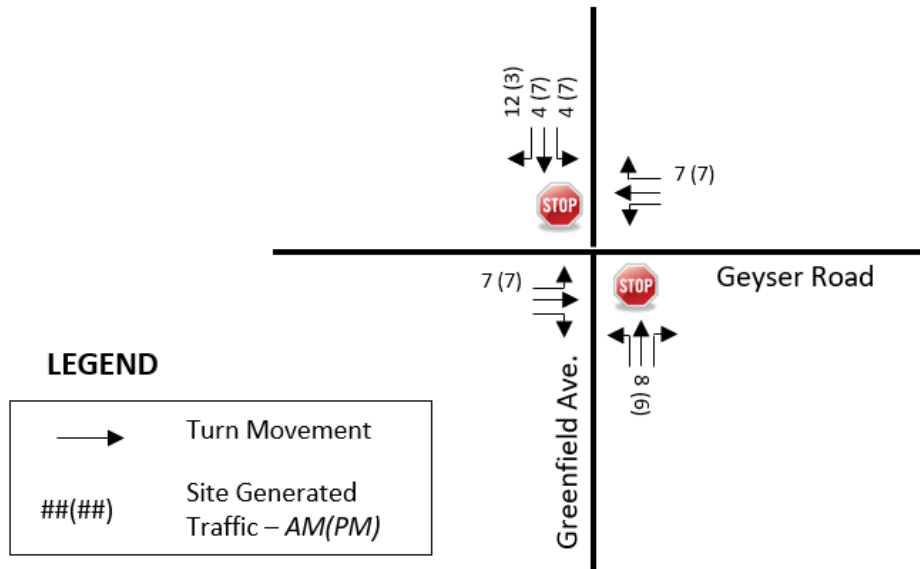 12 (3)
4 (7)
4 (7)
7 (7)
STOP
7 (7)
STOP
Geyser Road
8 (6)
Greenfield Ave.
LEGEND
Turn Movement
##(##)
Site Generated
Traffic – AM(PM)